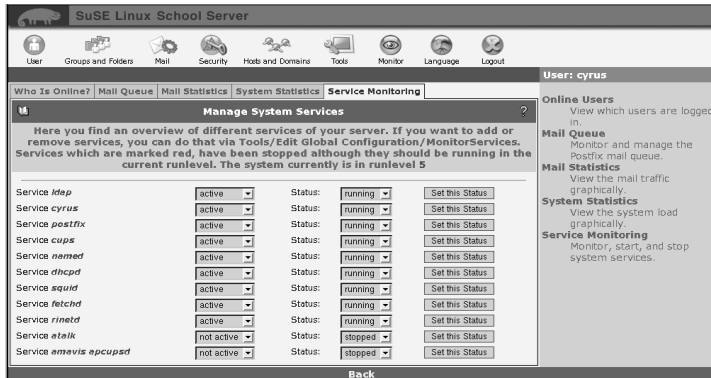 SuSE Linux School Server
User Groups and Folders Mail Security Hosts and Domains Tools Monitor Language Logout
User: cyrus
Who Is Online? Mail Queue Mail Statistics System Statistics Service Monitoring
Manage System Services ?
Here you find an overview of different services of your server. If you want to add or
remove services, you can do that via Tools/Edit Global Configuration/MonitorServices.
Services which are marked red, have been stopped although they should be running in the
current runlevel. The system currently is in runlevel 5
Service ldap active Status: running Set this Status
Service cyrus active Status: running Set this Status
Service postfix active Status: running Set this Status
Service cups active Status: running Set this Status
Service named active Status: running Set this Status
Service dhcpd active Status: running Set this Status
Service squid active Status: running Set this Status
Service fetchd active Status: running Set this Status
Service rinetd active Status: running Set this Status
Service atalk not active Status: stopped Set this Status
Service amavis apcupsd not active Status: stopped Set this Status
Back
Online Users
View which users are logged
in.
Mail Queue
Monitor and manage the
Postfix mail queue.
Mail Statistics
View the mail traffic
graphically.
System Statistics
View the system load
graphically.
Service Monitoring
Monitor, start, and stop
system services.